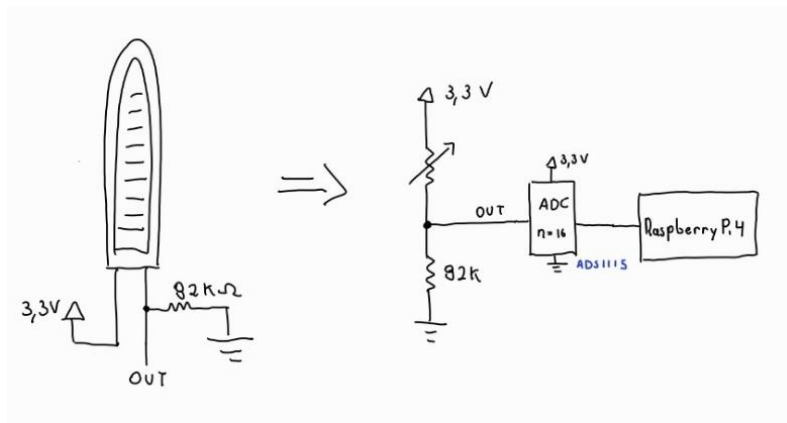 3,3V
82KΩ
OUT
3,3 V
OUT
82K
3,3V
ADC
n=16
ADS1115
Raspberry Pi 4